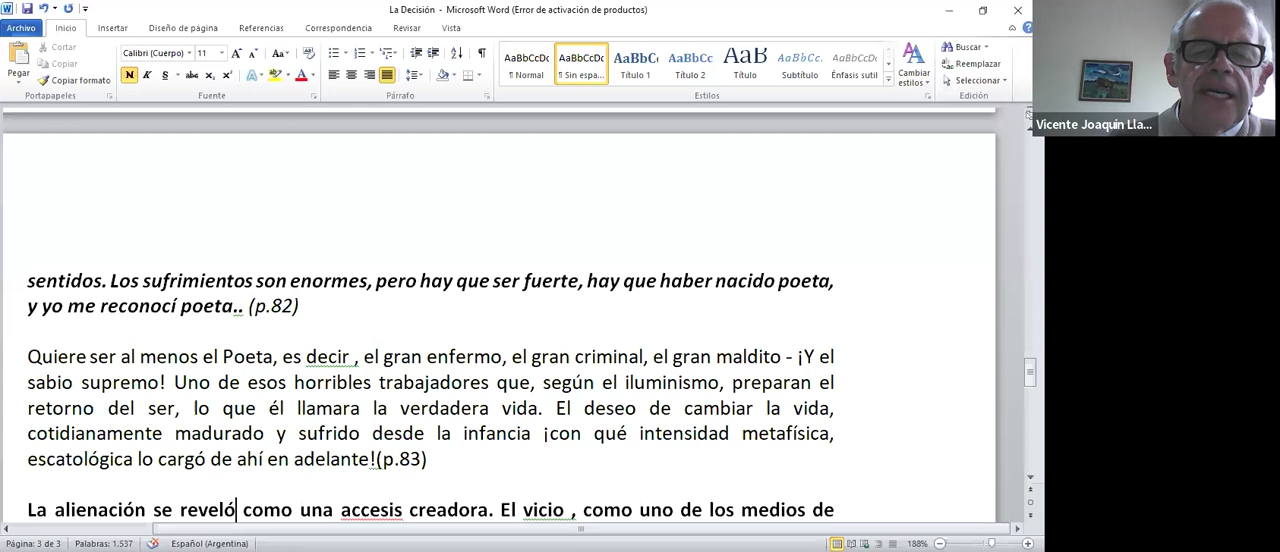 La Decisión - Microsoft Word (Error de activación de productos)
Archivo Inicio Insertar Diseño de página Referencias Correspondencia Revisar Vista
Cortar
Copiar
Copiar formato
Pegar
Portapapeles
Calibri (Cuerpo) 11
Fuente
Párrafo
AaBbCcDc AaBbCcDc AaBbC AaBbCc AaB AaBbCc. AaBbCcDc
¶ Normal ¶ Sin espa... Título 1 Título 2 Título Subtítulo Énfasis sutil
Cambiar estilos
Estilos
Buscar
Reemplazar
Seleccionar
Edición
Vicente Joaquin Lla...
sentidos. Los sufrimientos son enormes, pero hay que ser fuerte, hay que haber nacido poeta,
y yo me reconocí poeta.. (p.82)
Quiere ser al menos el Poeta, es decir , el gran enfermo, el gran criminal, el gran maldito - ¡Y el
sabio supremo! Uno de esos horribles trabajadores que, según el iluminismo, preparan el
retorno del ser, lo que él llamara la verdadera vida. El deseo de cambiar la vida,
cotidianamente madurado y sufrido desde la infancia ¡con qué intensidad metafísica,
escatológica lo cargó de ahí en adelante!(p.83)
La alienación se reveló como una accesis creadora. El vicio , como uno de los medios de
Página: 3 de 3 Palabras: 1.537 Español (Argentina) 188%